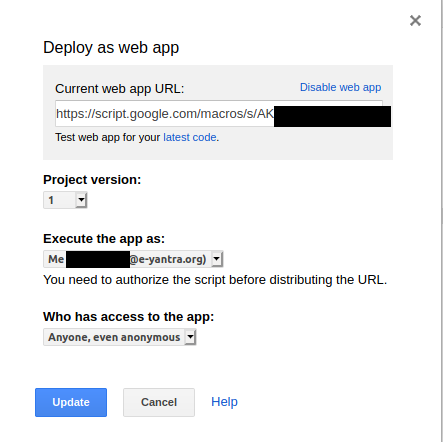 Deploy as web app
Current web app URL:
Disable web app
https://script.google.com/macros/s/AK
Test web app for your latest code.
Project version:
1
Execute the app as:
Me @e-yantra.org)
You need to authorize the script before distributing the URL.
Who has access to the app:
Anyone, even anonymous
Update Cancel Help